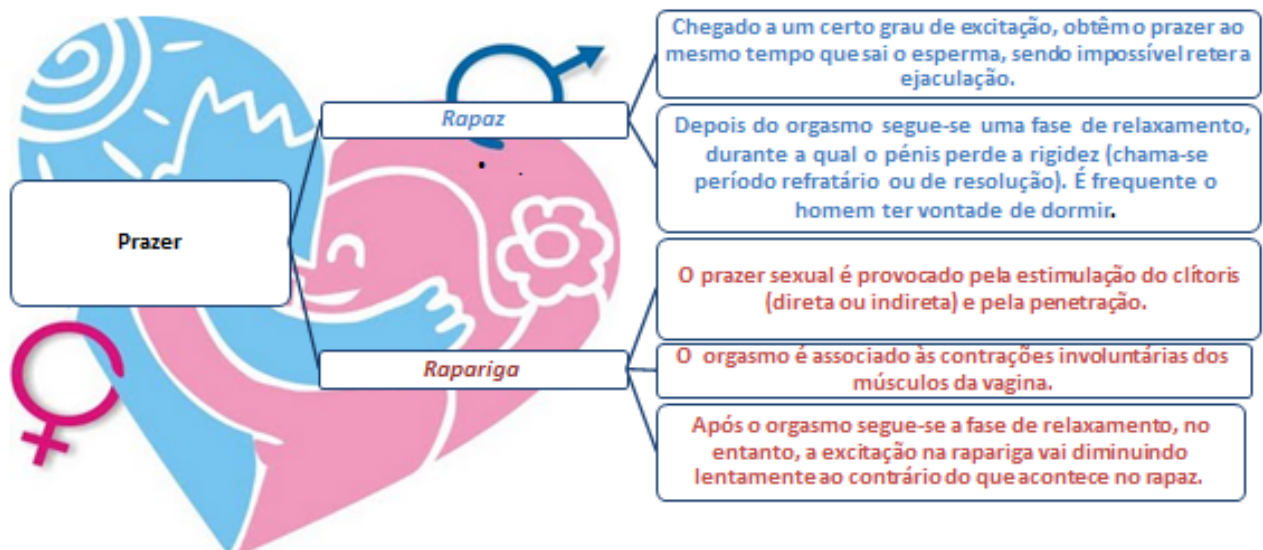 Prazer
Rapaz
Chegado a um certo grau de excitação, obtêm o prazer ao
mesmo tempo que sai o esperma, sendo impossível reter a
ejaculação.
Depois do orgasmo segue-se uma fase de relaxamento,
durante a qual o pénis perde a rigidez (chama-se
período refratário ou de resolução). É frequente o
homem ter vontade de dormir.
Rapariga
O prazer sexual é provocado pela estimulação do clítoris
(direta ou indireta) e pela penetração.
O orgasmo é associado às contrações involuntárias dos
músculos da vagina.
Após o orgasmo segue-se a fase de relaxamento, no
entanto, a excitação na rapariga vai diminuindo
lentamente ao contrário do que acontece no rapaz.